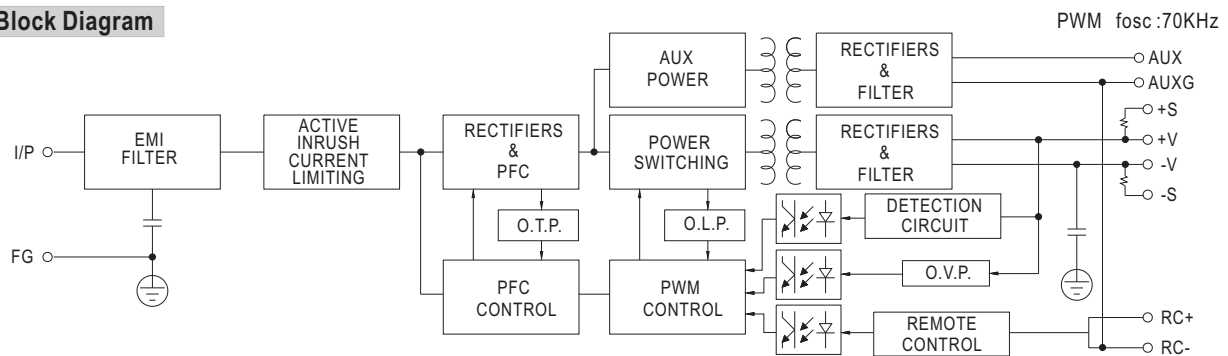 Block Diagram
PWM fosc :70KHz
I/P
FG
EMI
FILTER
ACTIVE
INRUSH
CURRENT
LIMITING
RECTIFIERS
&
PFC
O.T.P.
PFC
CONTROL
AUX
POWER
POWER
SWITCHING
O.L.P.
PWM
CONTROL
RECTIFIERS
&
FILTER
RECTIFIERS
&
FILTER
DETECTION
CIRCUIT
O.V.P.
REMOTE
CONTROL
AUX
AUXG
+S
+V
-V
-S
RC+
RC-